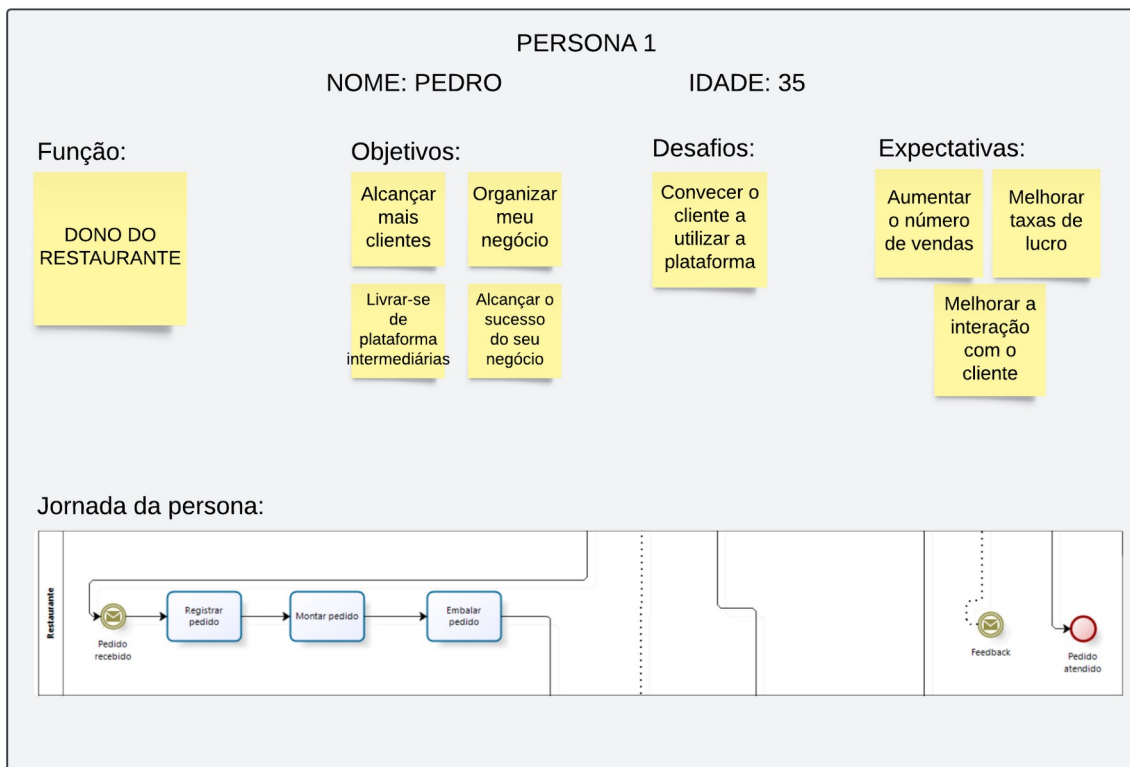 PERSONA 1
NOME: PEDRO
IDADE: 35
Função:
DONO DO
RESTAURANTE
Objetivos:
Alcançar
mais
clientes
Organizar
meu
negócio
Livrar-se
de
plataforma
intermediárias
Alcançar o
sucesso
do seu
negócio
Desafios:
Convecer o
cliente a
utilizar a
plataforma
Expectativas:
Aumentar
o número
de vendas
Melhorar
taxas de
lucro
Melhorar a
interação
com o
cliente
Jornada da persona:
Restaurante
Pedido
recebido
Registrar
pedido
Montar pedido
Embalar
pedido
Feedback
Pedido
atendido